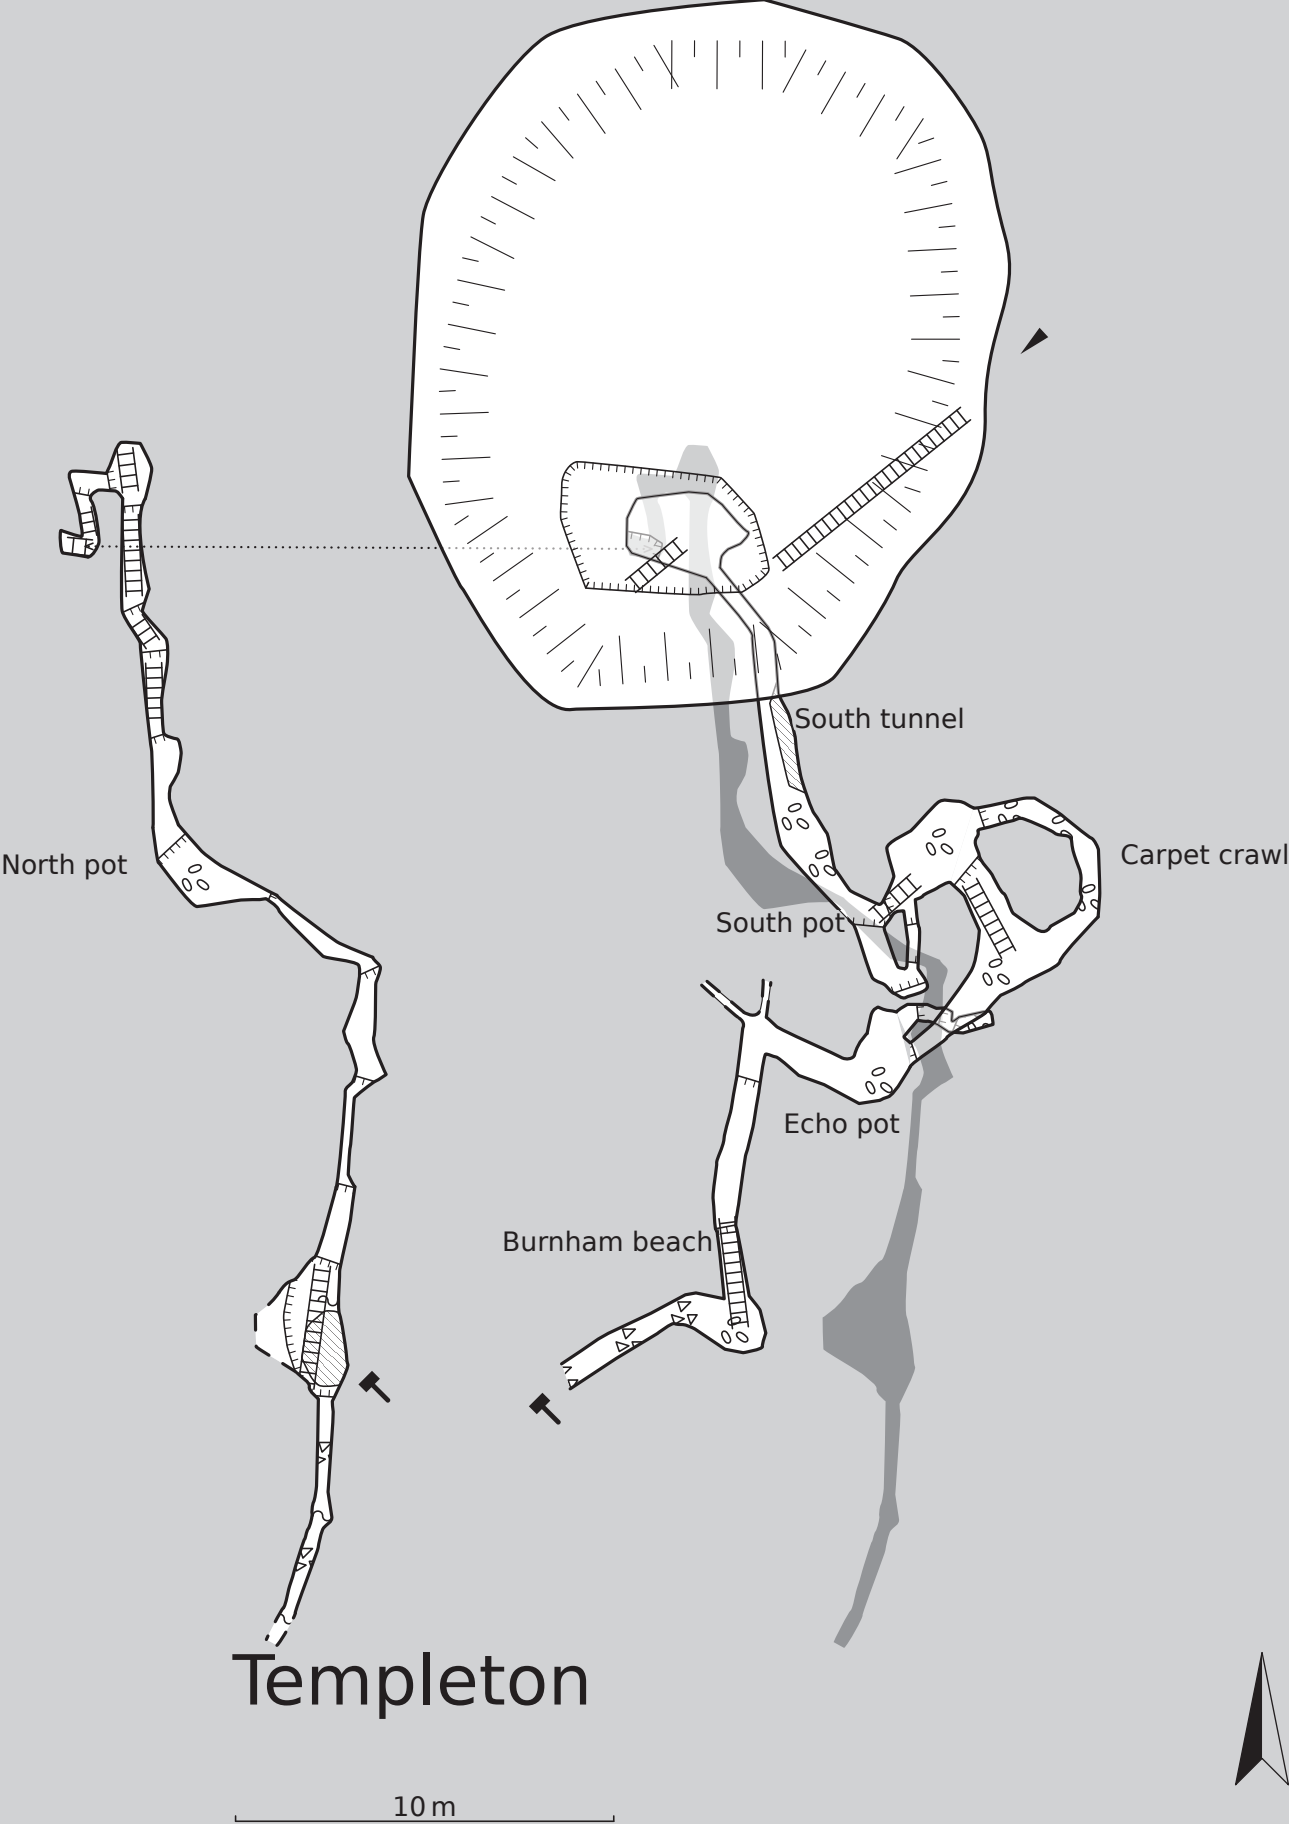 South tunnel
Carpet crawl
North pot
South pot
Echo pot
Burnham beach
Templeton
10 m